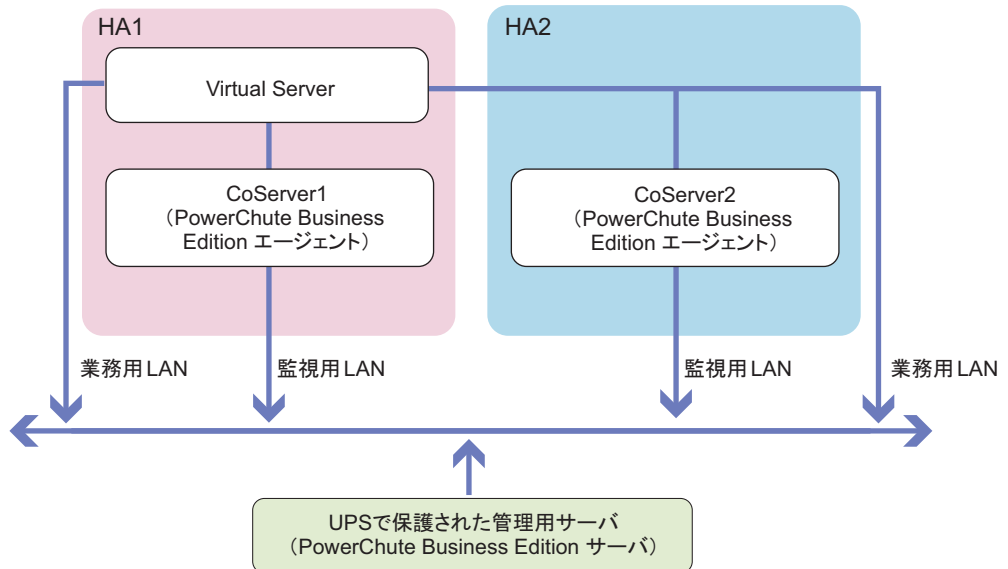 HA1
HA2
Virtual Server
CoServer1
（PowerChute Business
Edition エージェント）
CoServer2
（PowerChute Business
Edition エージェント）
業務用LAN
監視用LAN
監視用LAN
業務用LAN
UPSで保護された管理用サーバ
（PowerChute Business Edition サーバ）